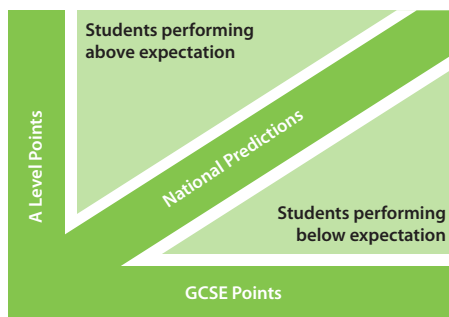 Students performing
above expectation
A Level Points
National Predictions
Students performing
below expectation
GCSE Points